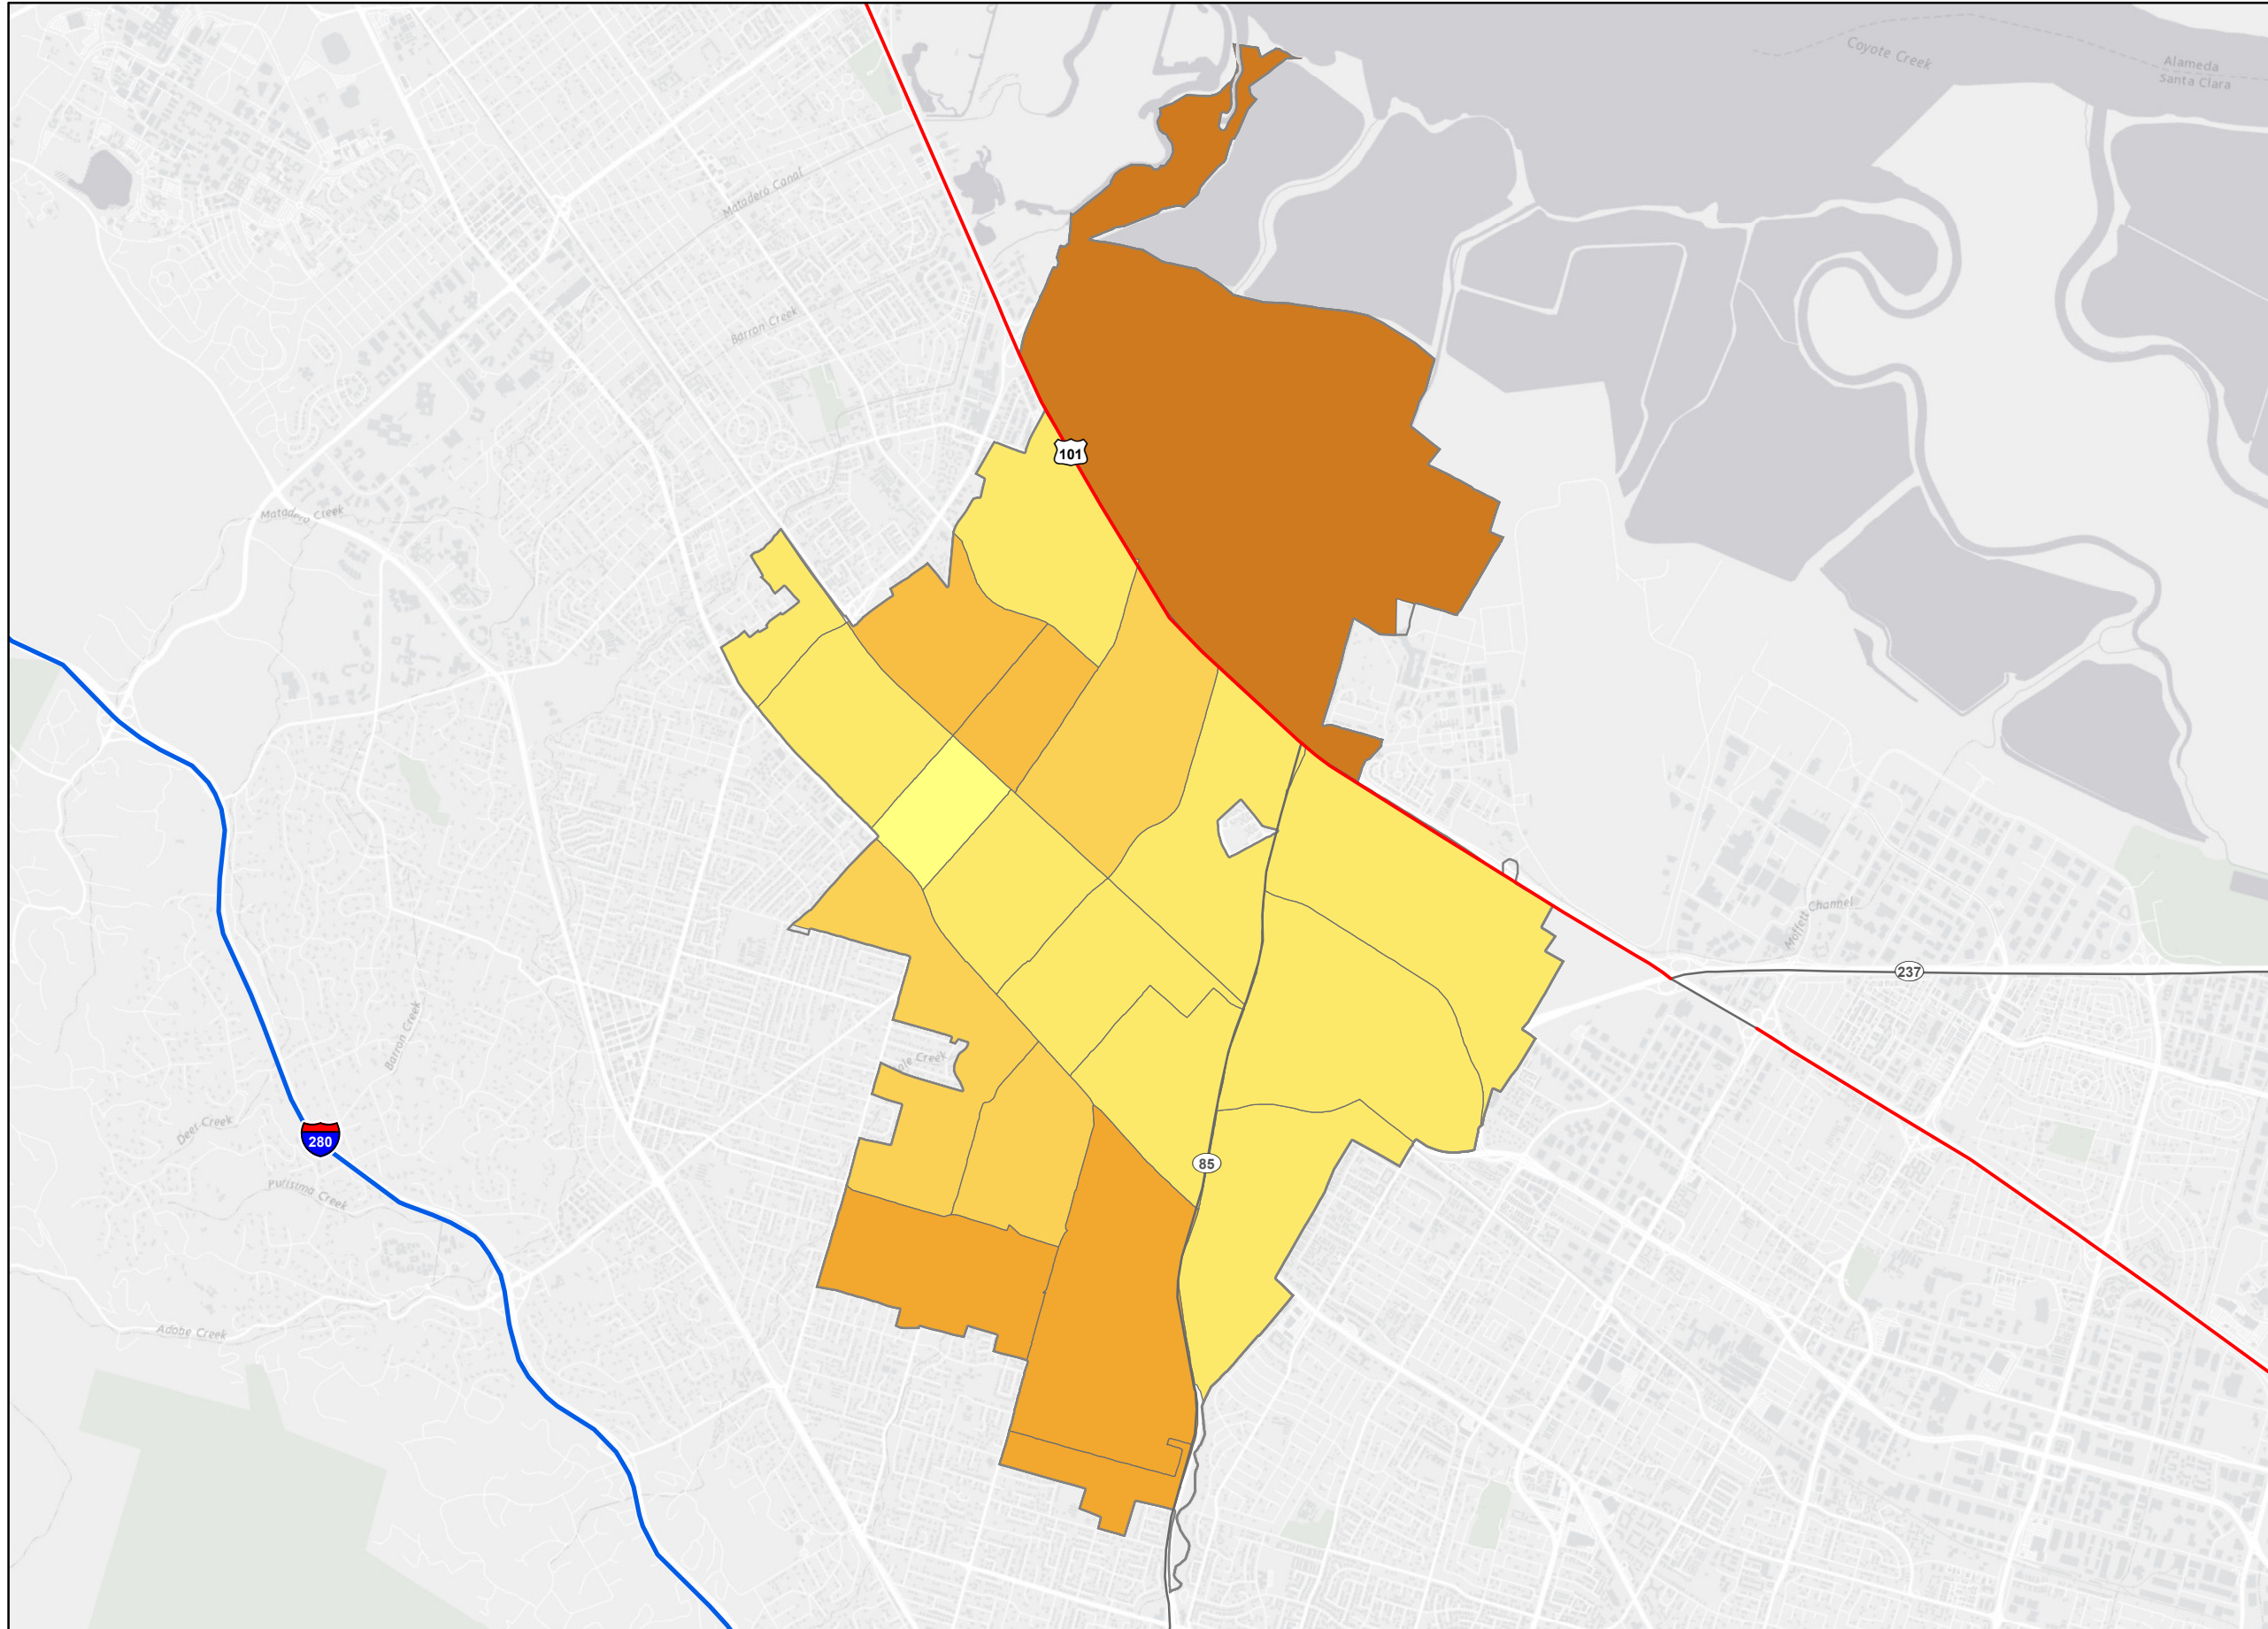 Coyote Creek
Alameda
Santa Clara
Matadero Canal
Barron Creek
101
Matadero Creek
Moffett Channel
237
Barron Creek
Creek
Deer Creek
280
85
Purisima Creek
Adobe Creek